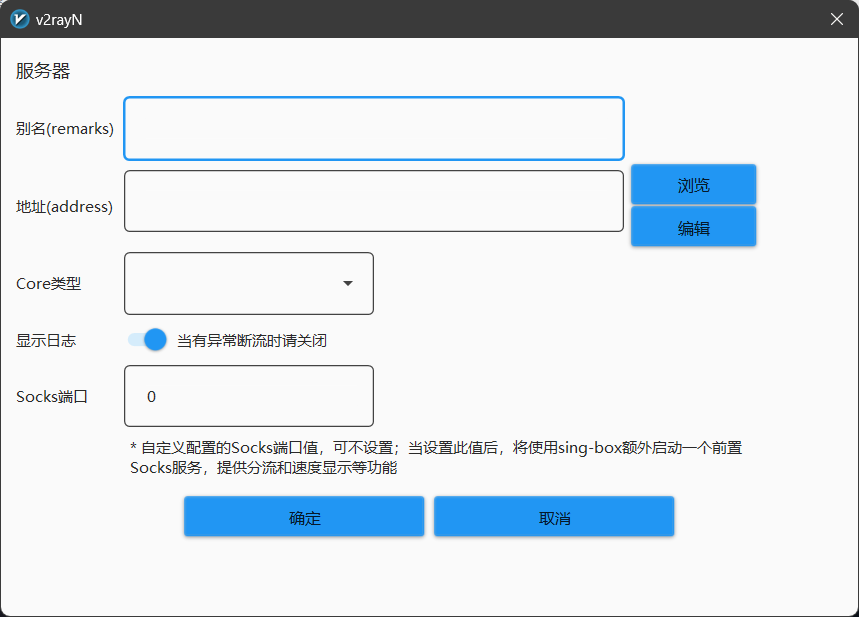 v2rayN
服务器
别名(remarks)
地址(address)
浏览
编辑
Core类型
显示日志
当有异常断流时请关闭
Socks端口
0
* 自定义配置的Socks端口值，可不设置；当设置此值后，将使用sing-box额外启动一个前置
Socks服务，提供分流和速度显示等功能
确定
取消